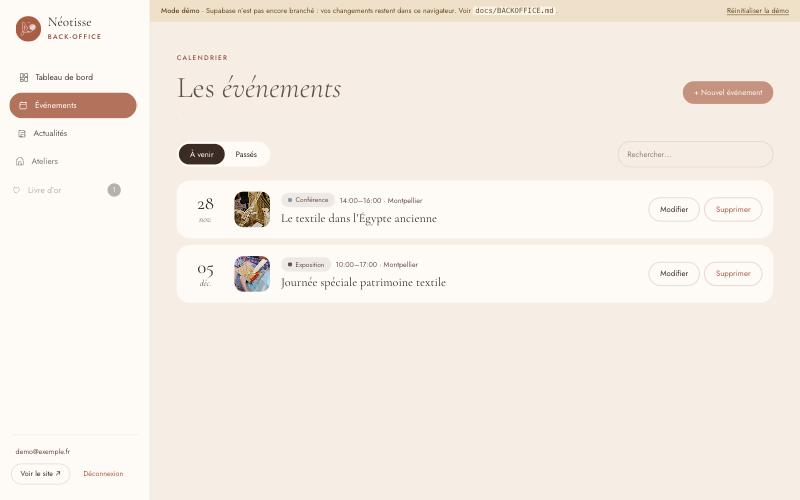 Néotisse
BACK-OFFICE
Mode démo · Supabase n'est pas encore branché : vos changements restent dans ce navigateur. Voir docs/BACKOFFICE.md.
Réinitialiser la démo
Tableau de bord
Événements
Actualités
Ateliers
Livre d'or
1
CALENDRIER
Les événements
+ Nouvel événement
À venir
Passés
Rechercher…
28
nov.
Conférence
14:00–16:00 · Montpellier
Le textile dans l'Égypte ancienne
Modifier
Supprimer
05
déc.
Exposition
10:00–17:00 · Montpellier
Journée spéciale patrimoine textile
Modifier
Supprimer
demo@exemple.fr
Voir le site ↗
Déconnexion